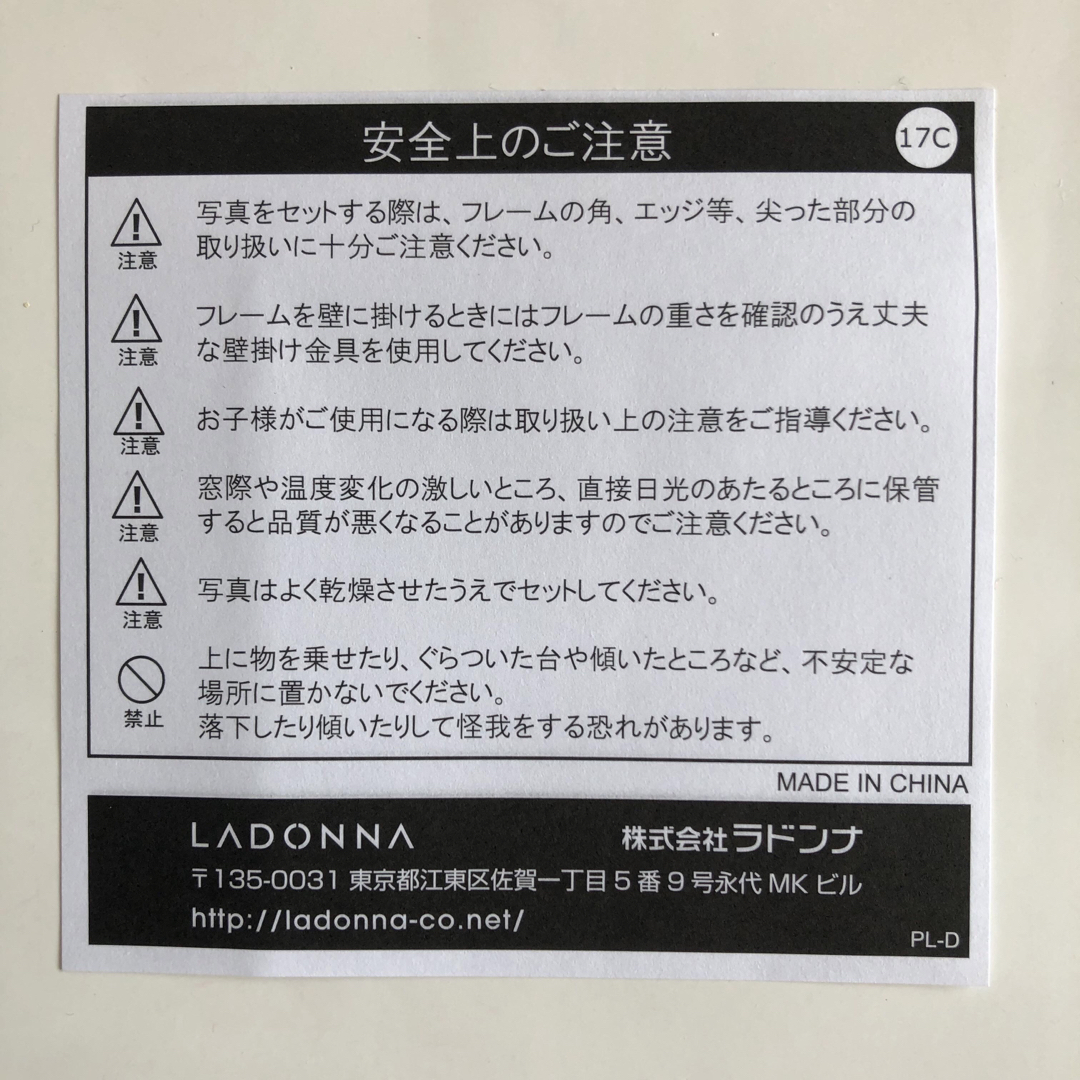 安全上のご注意
17C
注意
写真をセットする際は、フレームの角、エッジ等、尖った部分の
取り扱いに十分ご注意ください。
注意
フレームを壁に掛けるときにはフレームの重さを確認のうえ丈夫
な壁掛け金具を使用してください。
注意
お子様がご使用になる際は取り扱い上の注意をご指導ください。
注意
窓際や温度変化の激しいところ、直接日光のあたるところに保管
すると品質が悪くなることがありますのでご注意ください。
注意
写真はよく乾燥させたうえでセットしてください。
禁止
上に物を乗せたり、ぐらついた台や傾いたところなど、不安定な
場所に置かないでください。
落下したり傾いたりして怪我をする恐れがあります。
MADE IN CHINA
LADONNA
株式会社ラドンナ
〒135-0031 東京都江東区佐賀一丁目5番9号永代MKビル
http://ladonna-co.net/
PL-D